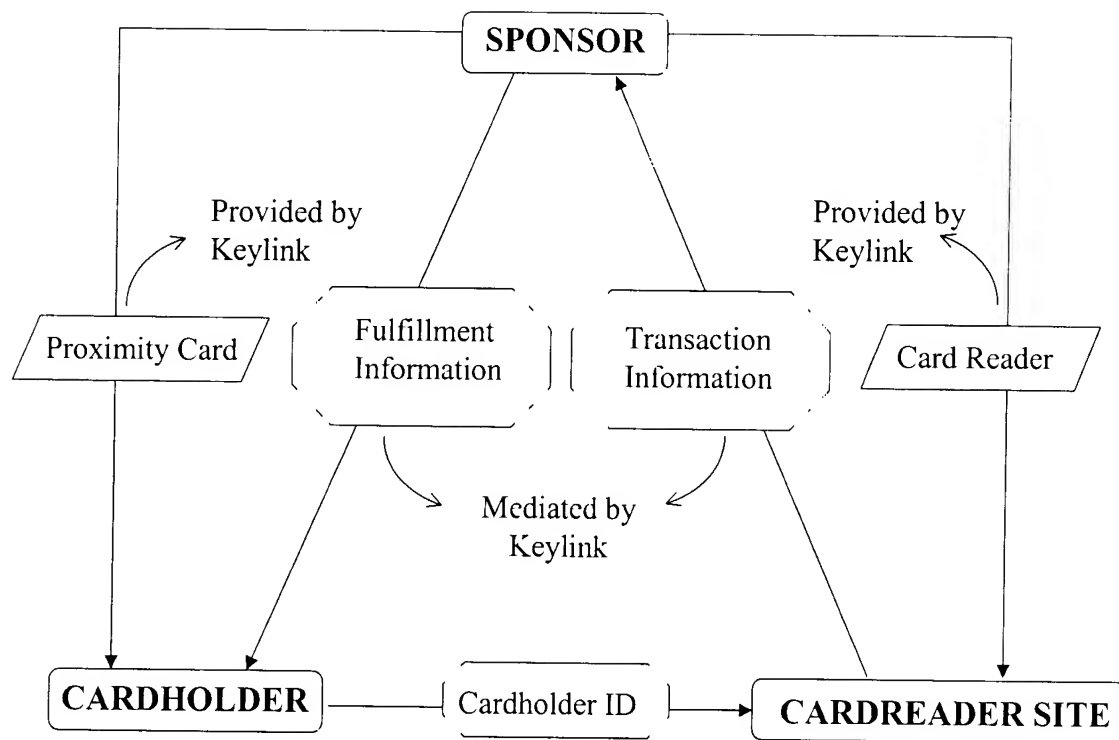 SPONSOR
Provided by
Keylink
Provided by
Keylink
Proximity Card
Fulfillment
Information
Transaction
Information
Card Reader
Mediated by
Keylink
CARDHOLDER
Cardholder ID
CARDREADER SITE